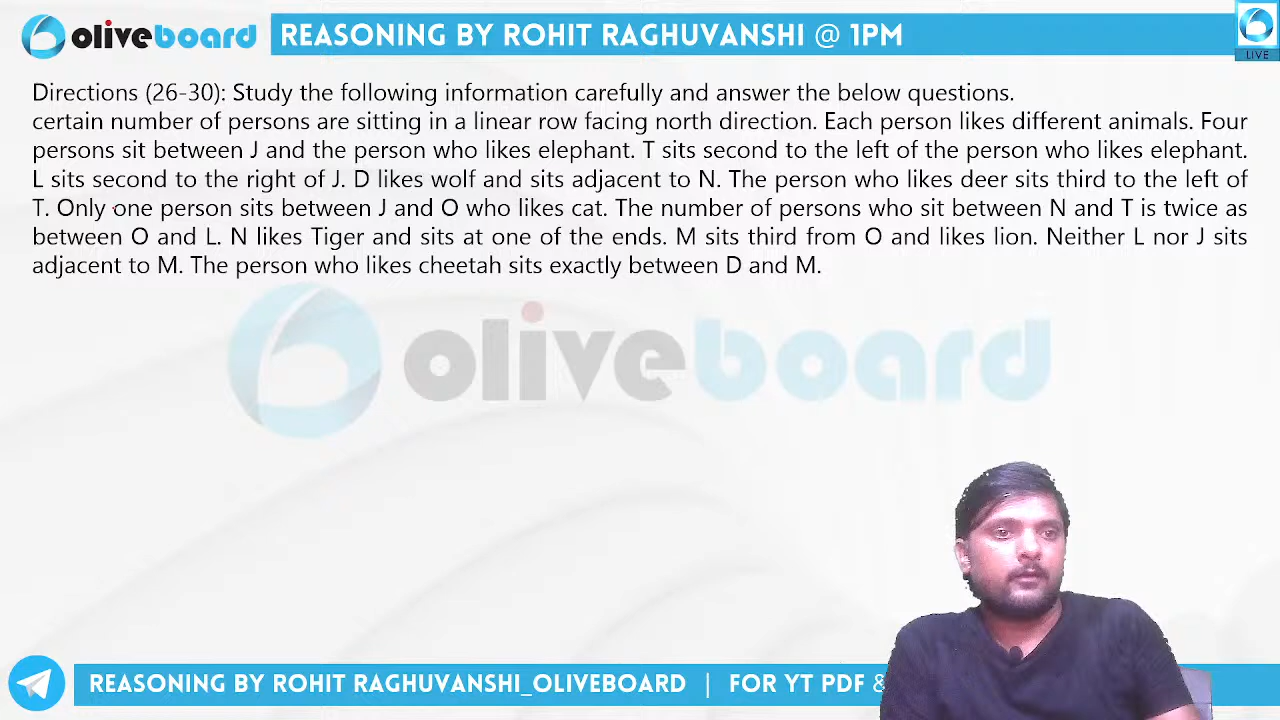 oliveboard
REASONING BY ROHIT RAGHUVANSHI @ 1PM
LIVE
Directions (26-30): Study the following information carefully and answer the below questions.
certain number of persons are sitting in a linear row facing north direction. Each person likes different animals. Four
persons sit between J and the person who likes elephant. T sits second to the left of the person who likes elephant.
L sits second to the right of J. D likes wolf and sits adjacent to N. The person who likes deer sits third to the left of
T. Only one person sits between J and O who likes cat. The number of persons who sit between N and T is twice as
between O and L. N likes Tiger and sits at one of the ends. M sits third from O and likes lion. Neither L nor J sits
adjacent to M. The person who likes cheetah sits exactly between D and M.
oliveboard
REASONING BY ROHIT RAGHUVANSHI_OLIVEBOARD | FOR YT PDF &